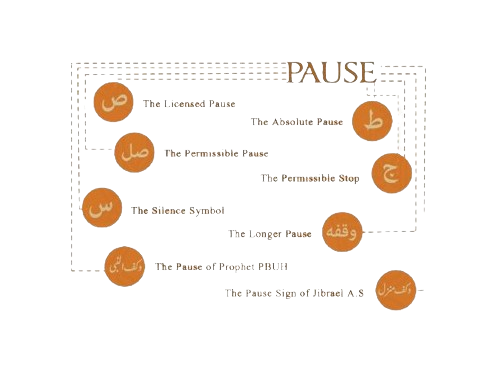 PAUSE
ص The Licensed Pause
The Absolute Pause ط
صل The Permissible Pause
The Permissible Stop ج
س The Silence Symbol
The Longer Pause وقفه
وقف النبی The Pause of Prophet PBUH
The Pause Sign of Jibrael A.S وقف منزل